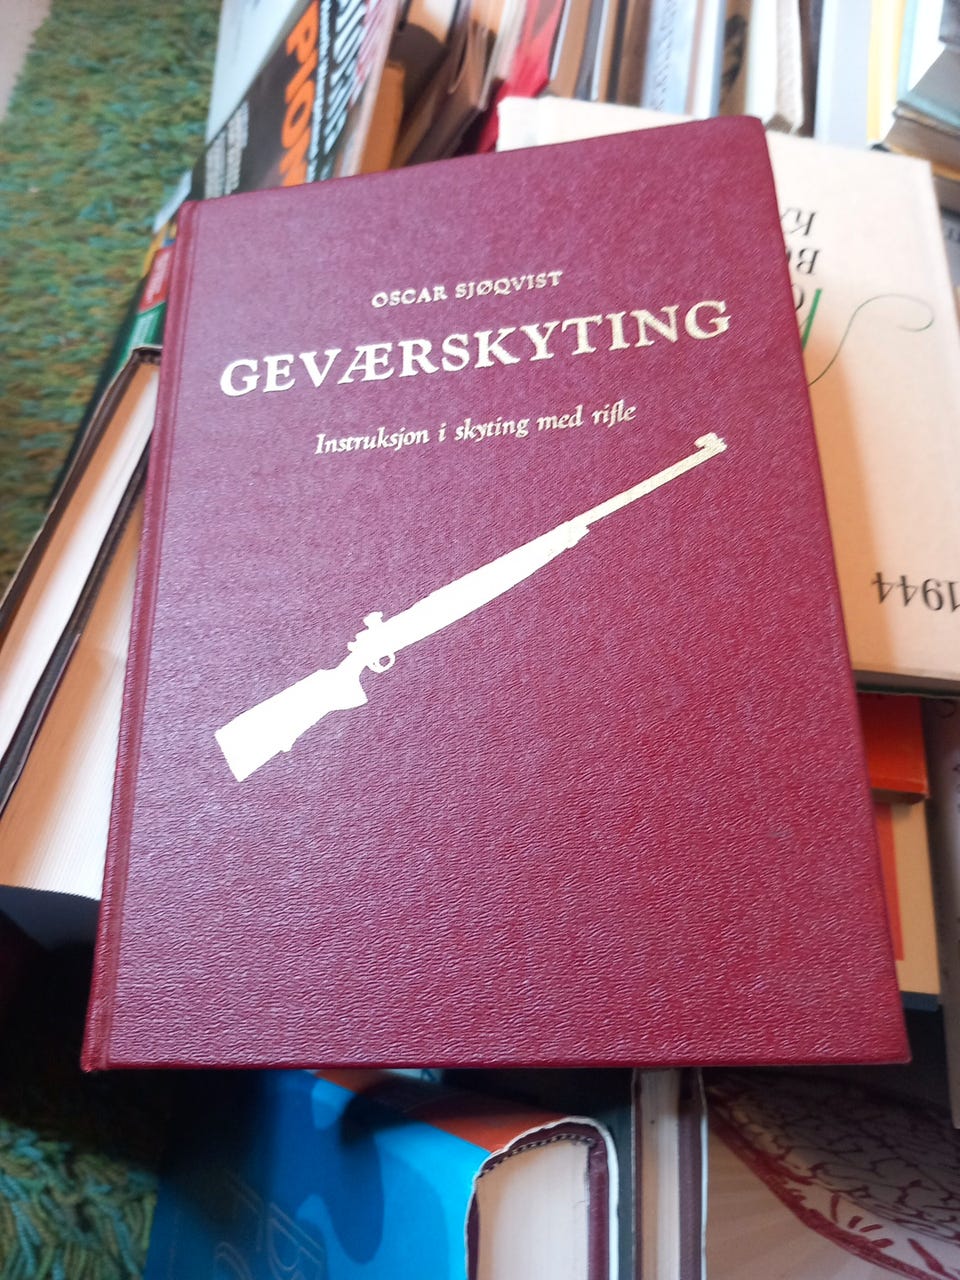 OSCAR SJØQVIST
GEVÆRSKYTING
Instruksjon i skyting med rifle
1944